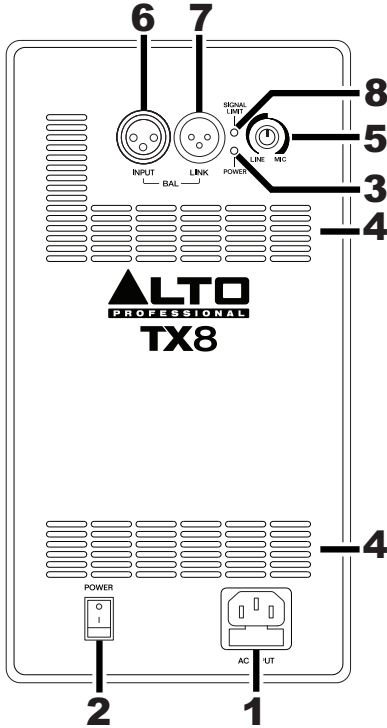 6 7
SIGNAL
LIMIT
8
5
INPUT LINK
BAL
POWER
LINE MIC
3
4
ALTO
PROFESSIONAL
TX8
4
POWER
O
I
2
1